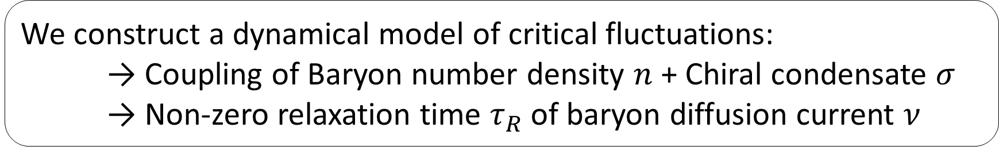 We construct a dynamical model of critical fluctuations:
→ Coupling of Baryon number density 𝑛 + Chiral condensate 𝜎
→ Non-zero relaxation time 𝜏_𝑅 of baryon diffusion current 𝜈